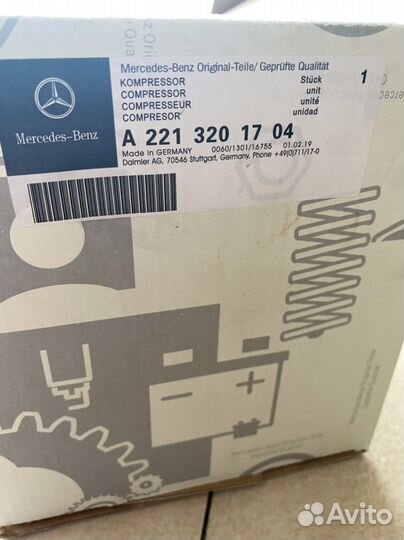 Mercedes-Benz Original-Teile/ Geprüfte Qualität
KOMPRESSOR Stück 1
COMPRESSOR unit
COMPRESSEUR unité
COMPRESOR unidad
Mercedes-Benz
A 221 320 17 04
Made in GERMANY 0060/1301/16755 01.02.19
Daimler AG, 70546 Stuttgart, Germany, Phone +49(0)711/17-0
Avito